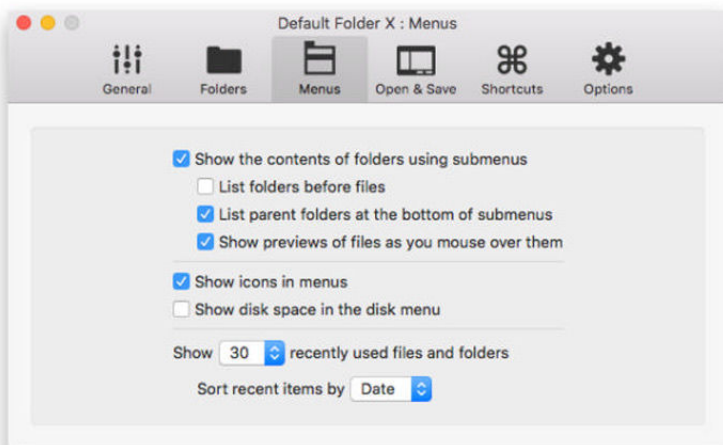 Default Folder X : Menus
General Folders Menus Open & Save Shortcuts Options
Show the contents of folders using submenus
List folders before files
List parent folders at the bottom of submenus
Show previews of files as you mouse over them
Show icons in menus
Show disk space in the disk menu
Show 30 recently used files and folders
Sort recent items by Date